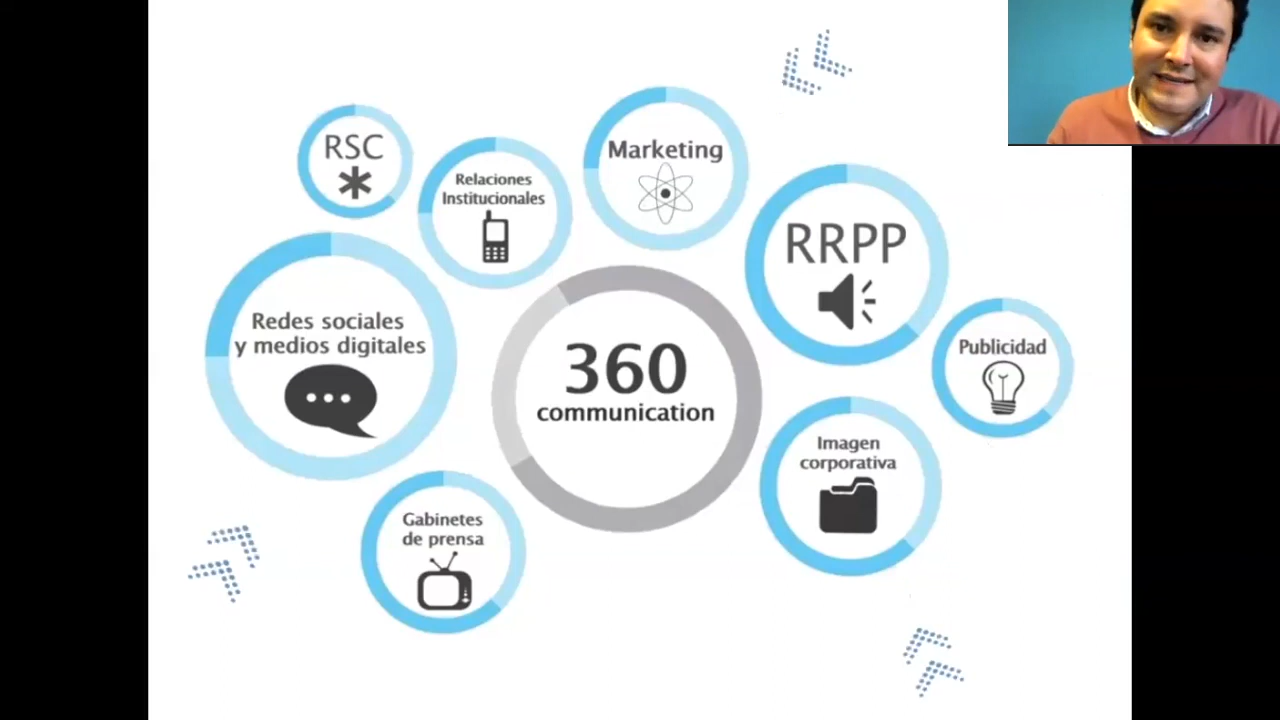 RSC
Relaciones
Institucionales
Marketing
RRPP
Redes sociales
y medios digitales
360
communication
Publicidad
Imagen
corporativa
Gabinetes
de prensa